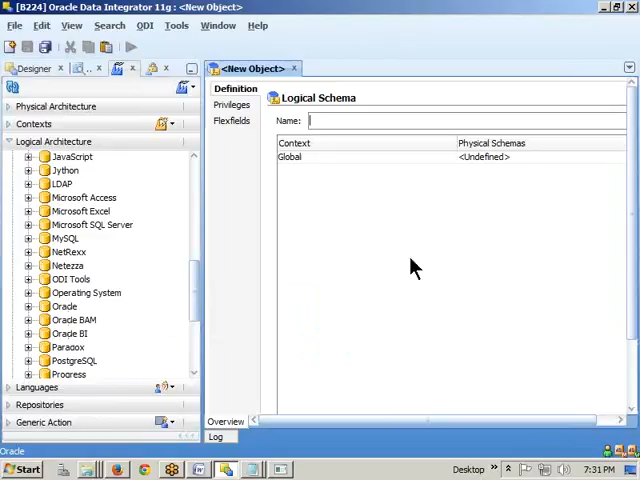 [B224] Oracle Data Integrator 11g : <New Object>
File Edit View Search ODI Tools Window Help
Designer
<New Object>
Definition
Privileges
Flexfields
Logical Schema
Name:
Context Physical Schemas
Global <Undefined>
Physical Architecture
Contexts
Logical Architecture
JavaScript
Jython
LDAP
Microsoft Access
Microsoft Excel
Microsoft SQL Server
MySQL
NetRexx
Netezza
ODI Tools
Operating System
Oracle
Oracle BAM
Oracle BI
Paradox
PostgreSQL
Progress
Languages
Repositories
Generic Action
Overview
Log
Oracle
Start
Desktop
7:31 PM